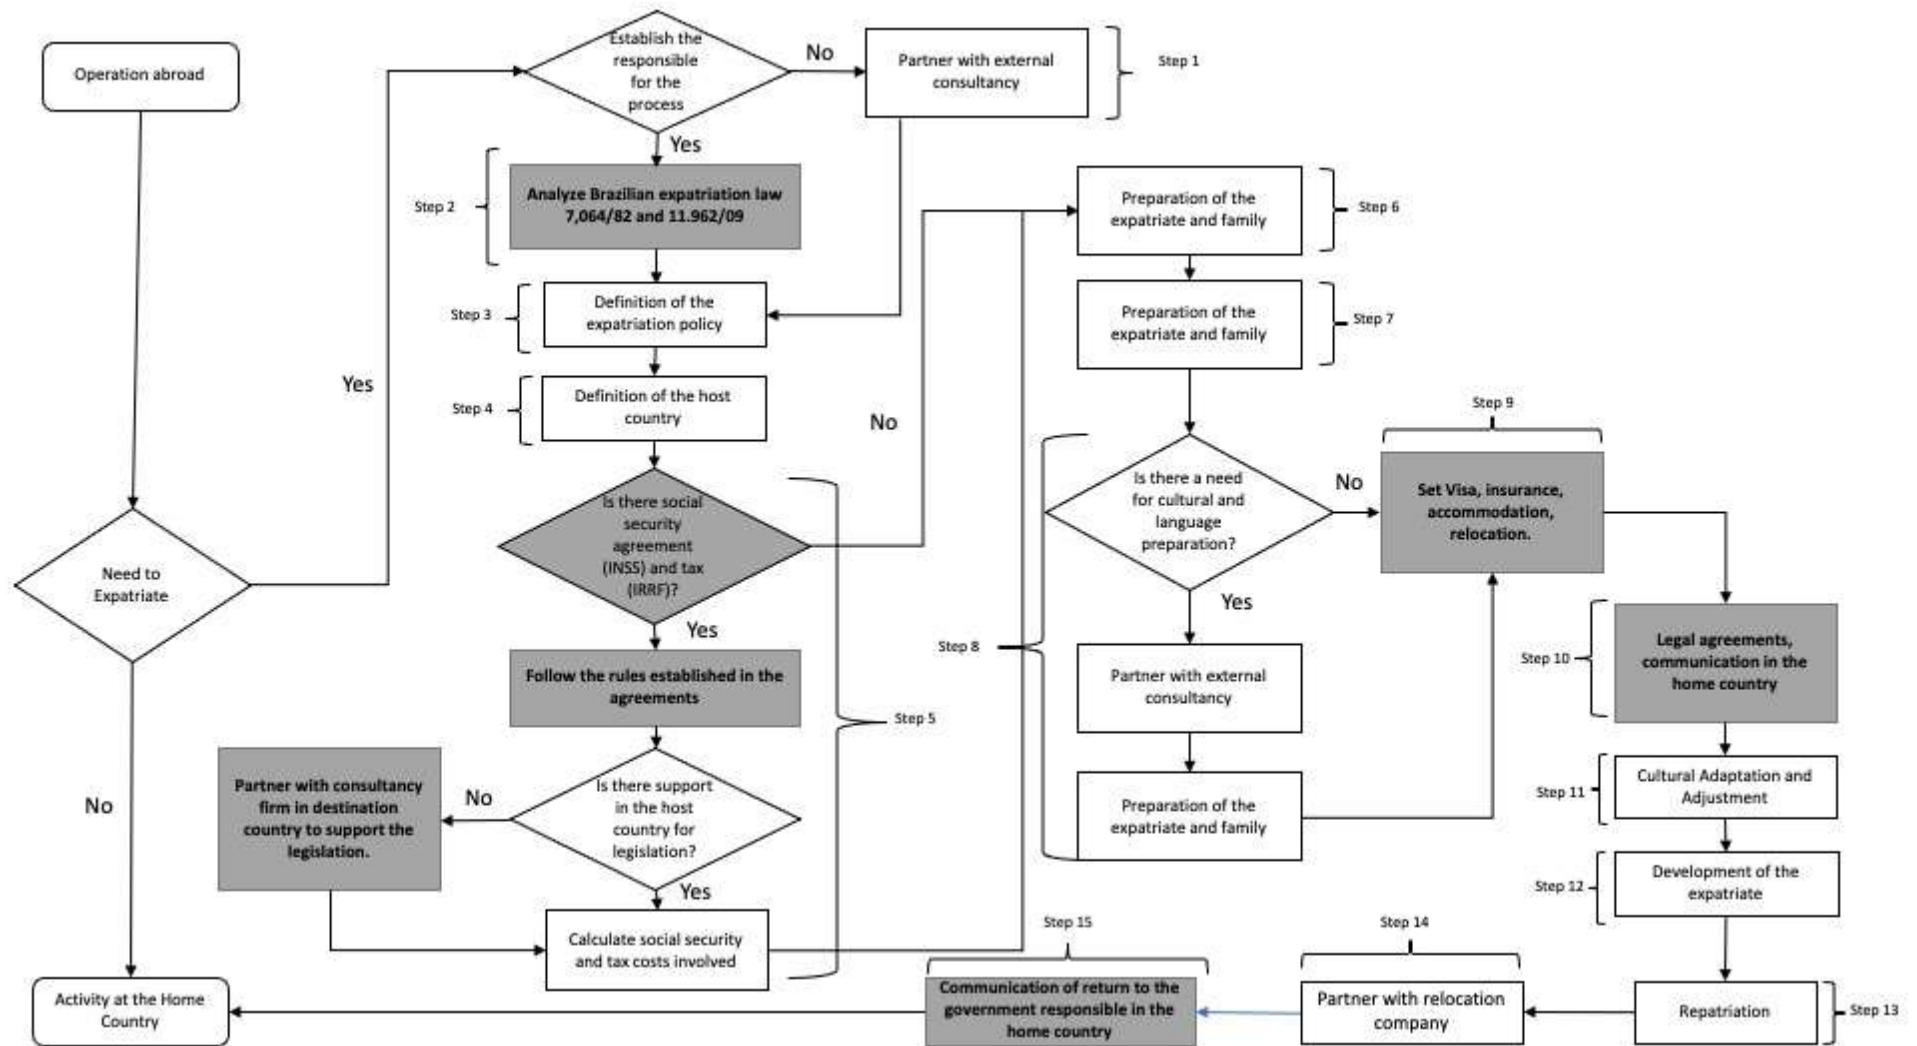 Operation abroad
Establish the
responsible
for the
process
No
Partner with external
consultancy
Step 1
Yes
Step 2
Analyze Brazilian expatriation law
7,064/82 and 11.962/09
Step 3
Definition of the
expatriation policy
Step 4
Definition of the host
country
Yes
No
Is there social
security
agreement
(INSS) and tax
(IRRF)?
Yes
Need to
Expatriate
No
Follow the rules established in the
agreements
Step 5
Is there support
in the host
country for
legislation?
No
Partner with consultancy
firm in destination
country to support the
legislation.
Yes
Calculate social security
and tax costs involved
Preparation of the
expatriate and family
Step 6
Preparation of the
expatriate and family
Step 7
Step 8
Is there a need
for cultural and
language
preparation?
No
Yes
Partner with external
consultancy
Preparation of the
expatriate and family
Step 9
Set Visa, insurance,
accommodation,
relocation.
Step 10
Legal agreements,
communication in the
home country
Step 11
Cultural Adaptation and
Adjustment
Step 12
Development of the
expatriate
Repatriation
Step 13
Step 14
Partner with relocation
company
Step 15
Communication of return to the
government responsible in the
home country
Activity at the Home
Country